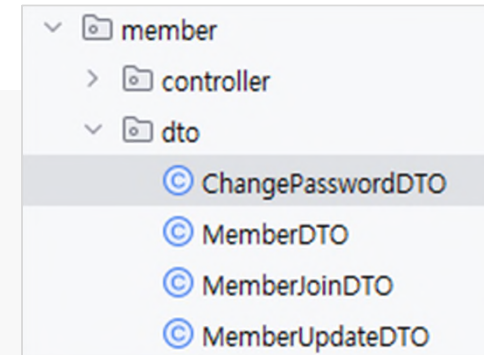 member
controller
dto
ChangePasswordDTO
MemberDTO
MemberJoinDTO
MemberUpdateDTO